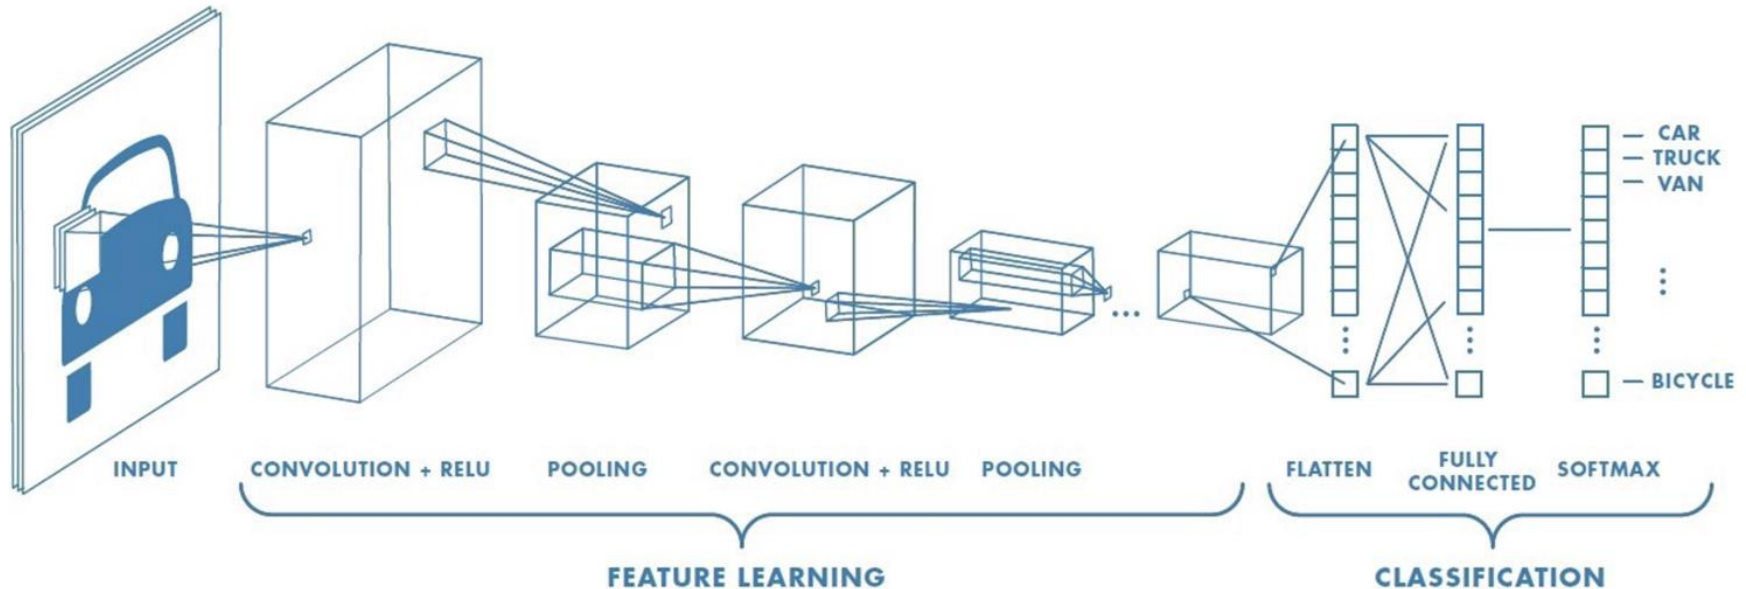 CAR
TRUCK
VAN
BICYCLE
INPUT
CONVOLUTION + RELU
POOLING
CONVOLUTION + RELU
POOLING
FLATTEN
FULLY
CONNECTED
SOFTMAX
FEATURE LEARNING
CLASSIFICATION